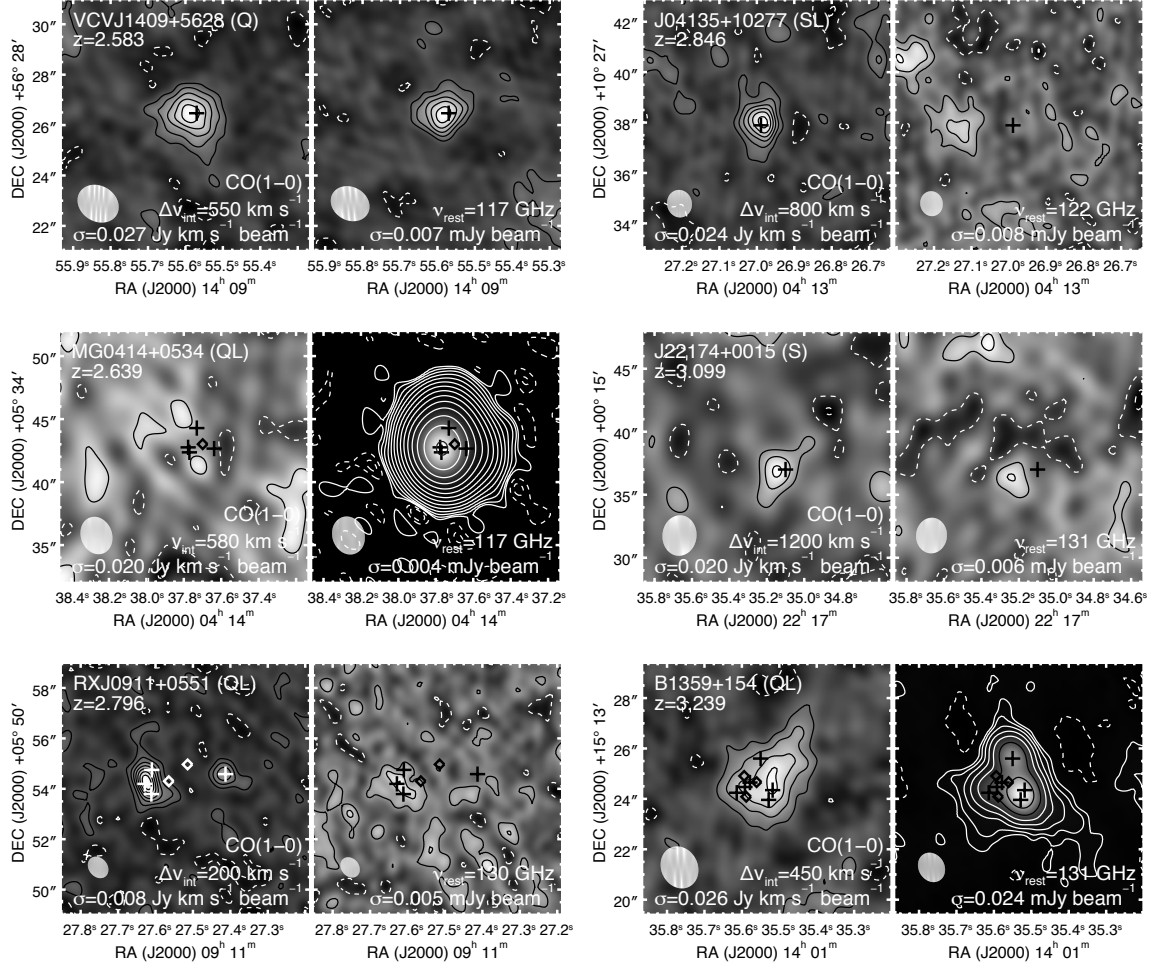 VCVJ1409+5628 (Q)
z=2.583
CO(1−0)
Δv_int=550 km s⁻¹
σ=0.027 Jy km s⁻¹ beam⁻¹
ν_rest=117 GHz
σ=0.007 mJy beam⁻¹
DEC (J2000) +56° 28′
30″
28″
26″
24″
22″
55.9ˢ 55.8ˢ 55.7ˢ 55.6ˢ 55.5ˢ 55.4ˢ
RA (J2000) 14ʰ 09ᵐ
55.9ˢ 55.8ˢ 55.7ˢ 55.6ˢ 55.5ˢ 55.4ˢ 55.3ˢ
RA (J2000) 14ʰ 09ᵐ
J04135+10277 (SL)
z=2.846
CO(1−0)
Δv_int=800 km s⁻¹
σ=0.024 Jy km s⁻¹ beam⁻¹
ν_rest=122 GHz
σ=0.008 mJy beam⁻¹
DEC (J2000) +10° 27′
42″
40″
38″
36″
34″
27.2ˢ 27.1ˢ 27.0ˢ 26.9ˢ 26.8ˢ 26.7ˢ
RA (J2000) 04ʰ 13ᵐ
27.2ˢ 27.1ˢ 27.0ˢ 26.9ˢ 26.8ˢ 26.7ˢ
RA (J2000) 04ʰ 13ᵐ
MG0414+0534 (QL)
z=2.639
CO(1−0)
v_int=580 km s⁻¹
σ=0.020 Jy km s⁻¹ beam⁻¹
ν_rest=117 GHz
σ=0.004 mJy beam⁻¹
DEC (J2000) +05° 34′
50″
45″
40″
35″
38.4ˢ 38.2ˢ 38.0ˢ 37.8ˢ 37.6ˢ 37.4ˢ
RA (J2000) 04ʰ 14ᵐ
38.4ˢ 38.2ˢ 38.0ˢ 37.8ˢ 37.6ˢ 37.4ˢ 37.2ˢ
RA (J2000) 04ʰ 14ᵐ
J22174+0015 (S)
z=3.099
CO(1−0)
Δv_int=1200 km s⁻¹
σ=0.020 Jy km s⁻¹ beam⁻¹
ν_rest=131 GHz
σ=0.006 mJy beam⁻¹
DEC (J2000) +00° 15′
45″
40″
35″
30″
35.8ˢ 35.6ˢ 35.4ˢ 35.2ˢ 35.0ˢ 34.8ˢ
RA (J2000) 22ʰ 17ᵐ
35.8ˢ 35.6ˢ 35.4ˢ 35.2ˢ 35.0ˢ 34.8ˢ 34.6ˢ
RA (J2000) 22ʰ 17ᵐ
RXJ0911+0551 (QL)
z=2.796
CO(1−0)
Δv_int=200 km s⁻¹
σ=0.008 Jy km s⁻¹ beam⁻¹
ν_rest=130 GHz
σ=0.005 mJy beam⁻¹
DEC (J2000) +05° 50′
58″
56″
54″
52″
50″
27.8ˢ 27.7ˢ 27.6ˢ 27.5ˢ 27.4ˢ 27.3ˢ
RA (J2000) 09ʰ 11ᵐ
27.8ˢ 27.7ˢ 27.6ˢ 27.5ˢ 27.4ˢ 27.3ˢ 27.2ˢ
RA (J2000) 09ʰ 11ᵐ
B1359+154 (QL)
z=3.239
CO(1−0)
Δv_int=450 km s⁻¹
σ=0.026 Jy km s⁻¹ beam⁻¹
ν_rest=131 GHz
σ=0.024 mJy beam⁻¹
DEC (J2000) +15° 13′
28″
26″
24″
22″
20″
35.8ˢ 35.7ˢ 35.6ˢ 35.5ˢ 35.4ˢ
RA (J2000) 14ʰ 01ᵐ
35.7ˢ 35.6ˢ 35.5ˢ 35.4ˢ 35.3ˢ
RA (J2000) 14ʰ 01ᵐ